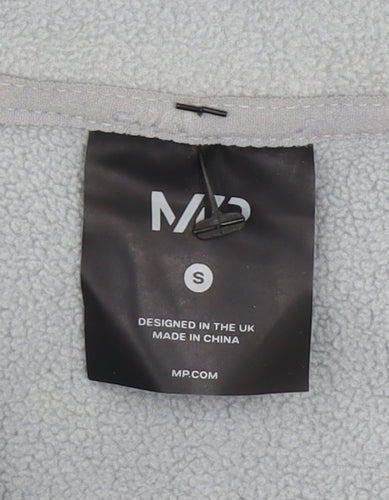 MP
S
DESIGNED IN THE UK
MADE IN CHINA
MP.COM